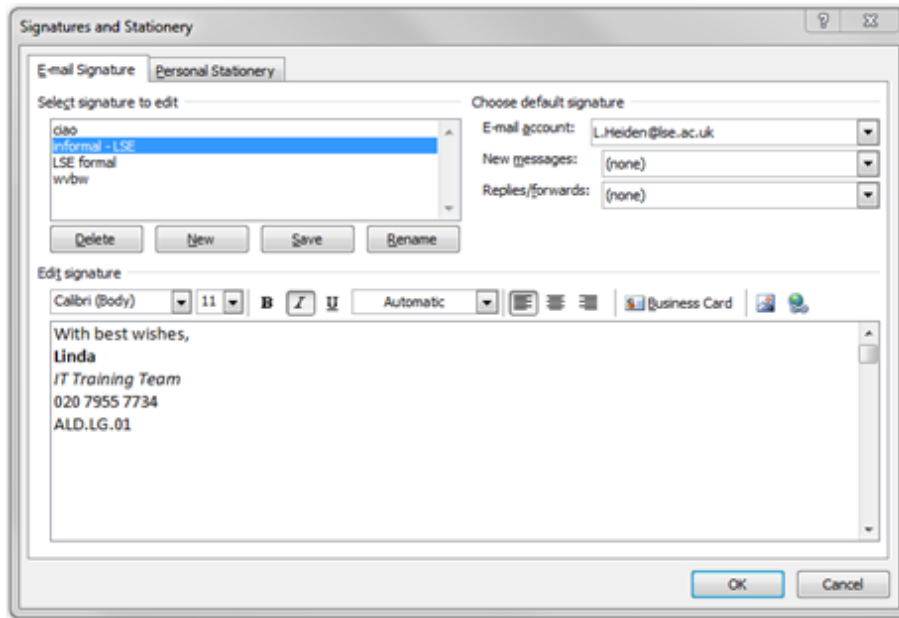 Signatures and Stationery
E-mail Signature Personal Stationery
Select signature to edit
ciao
informal - LSE
LSE formal
wvbw
Delete New Save Rename
Choose default signature
E-mail account: L.Heiden@lse.ac.uk
New messages: (none)
Replies/forwards: (none)
Edit signature
Calibri (Body) 11 B I U Automatic Business Card
With best wishes,
Linda
IT Training Team
020 7955 7734
ALD.LG.01
OK Cancel